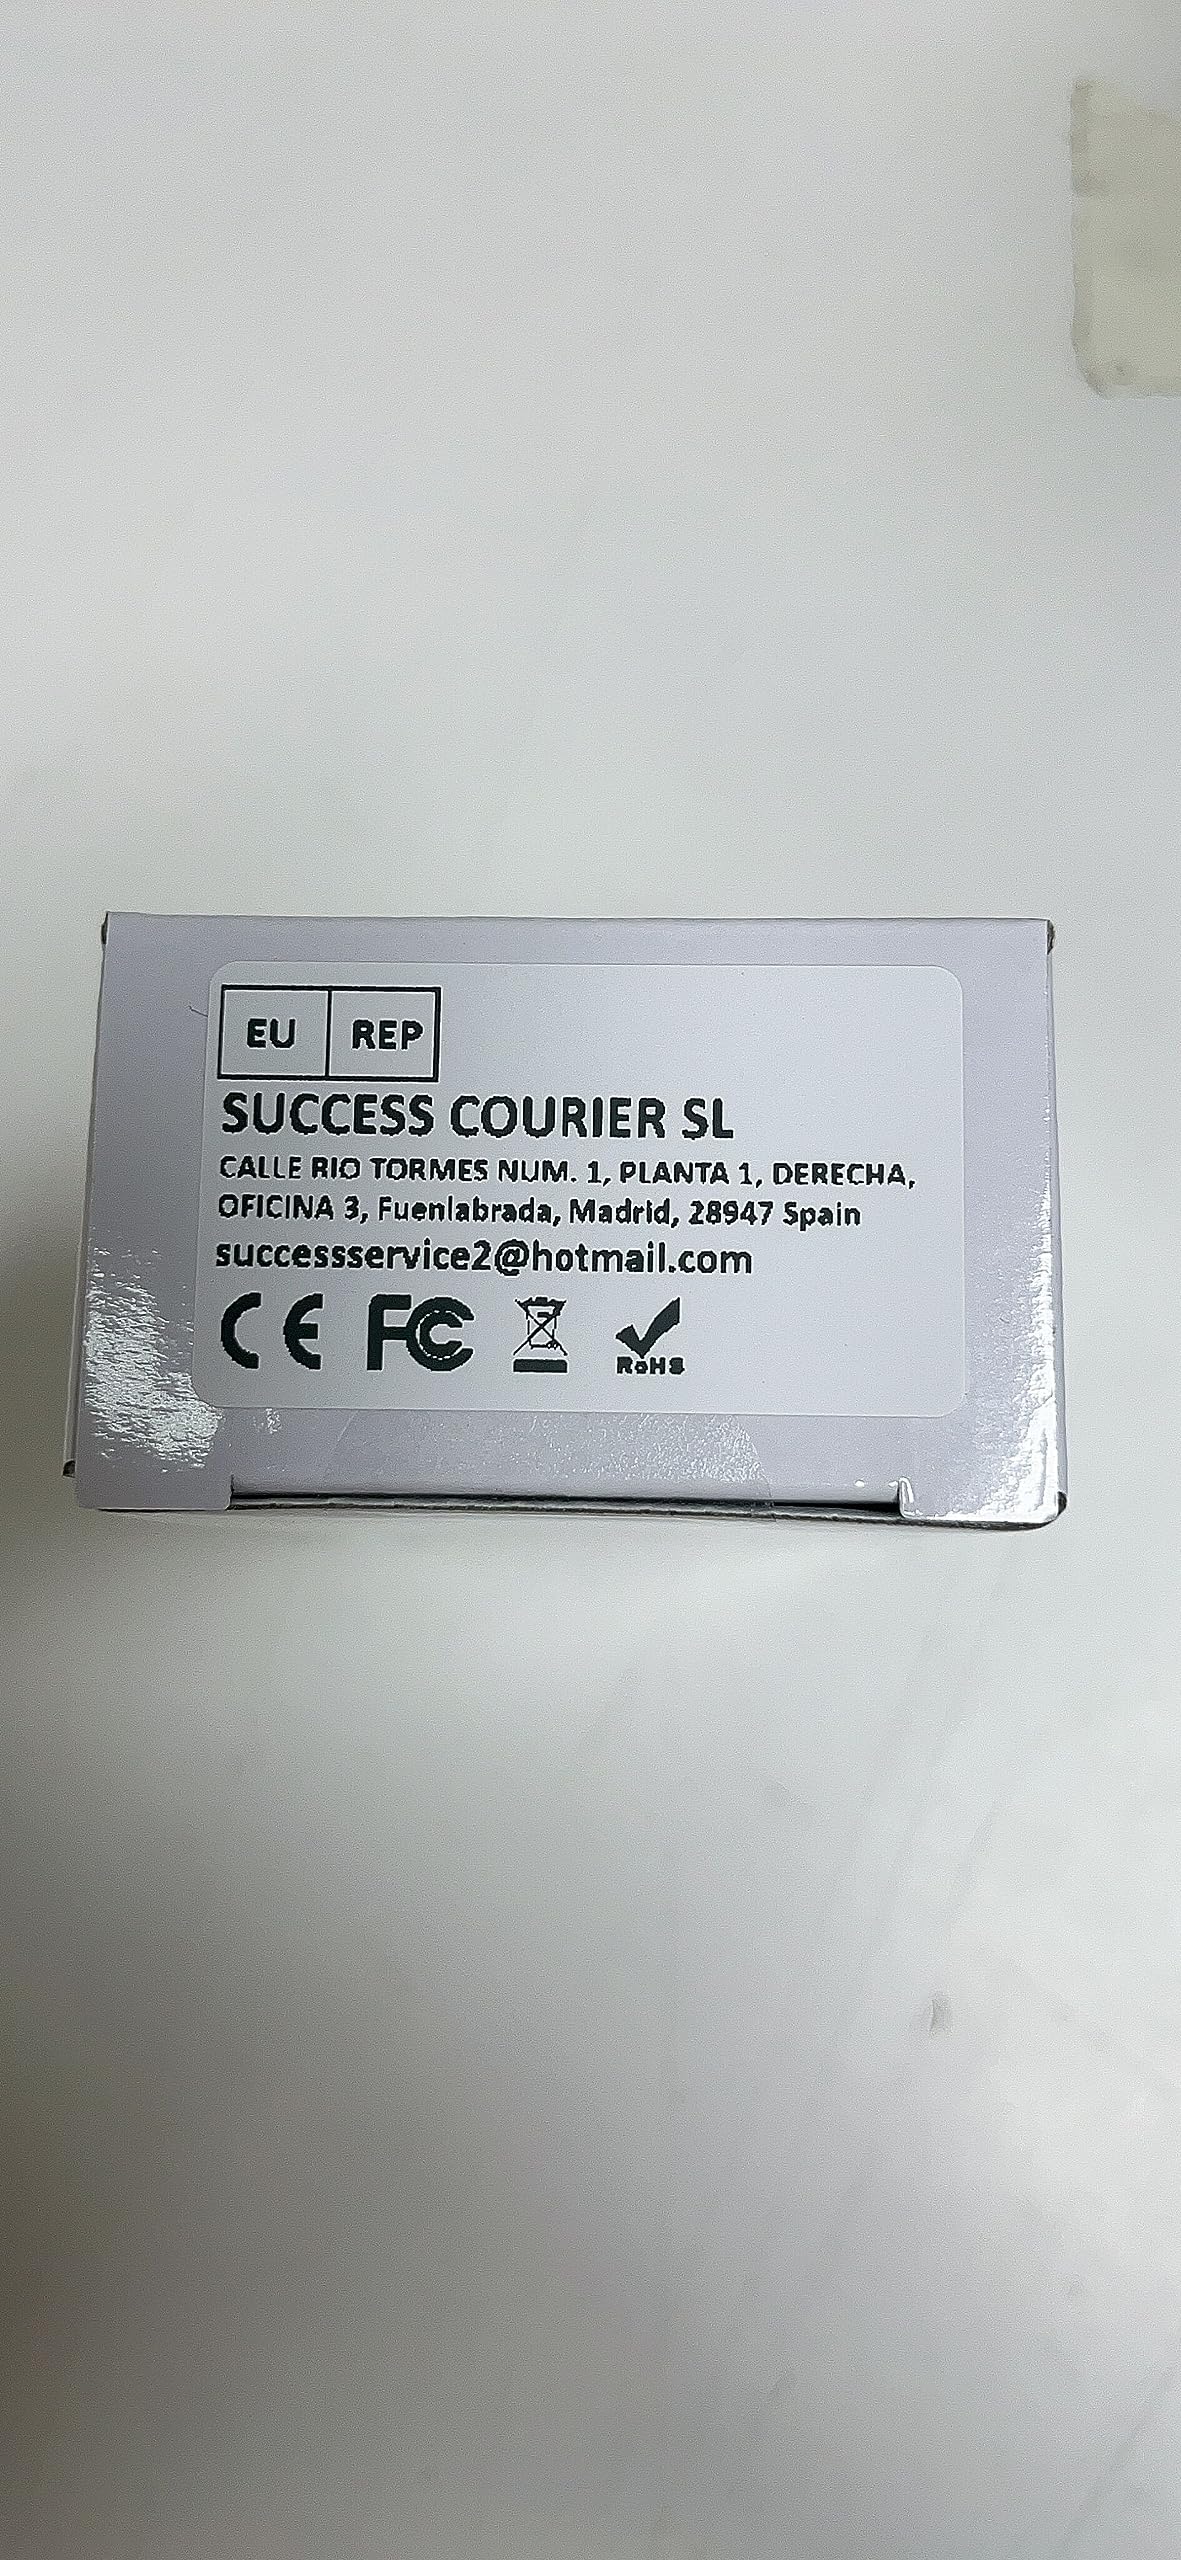 EU REP
SUCCESS COURIER SL
CALLE RIO TORMES NUM. 1, PLANTA 1, DERECHA,
OFICINA 3, Fuenlabrada, Madrid, 28947 Spain
successservice2@hotmail.com
CE FC RoHS